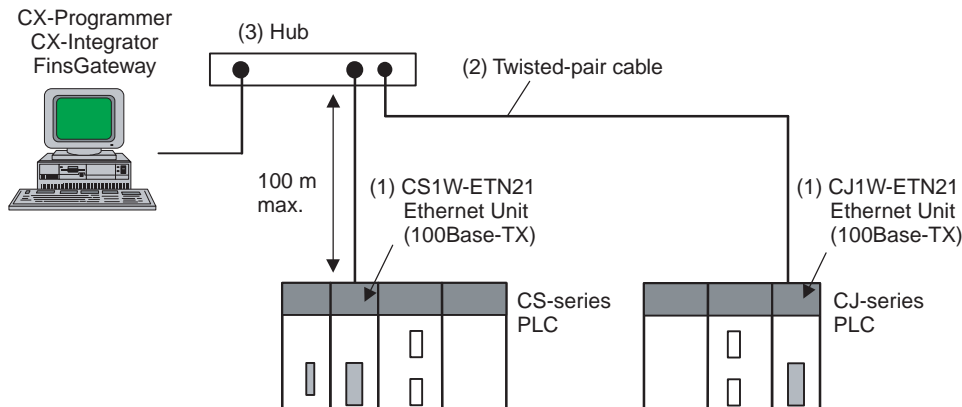 CX-Programmer
CX-Integrator
FinsGateway
(3) Hub
(2) Twisted-pair cable
100 m
max.
(1) CS1W-ETN21
Ethernet Unit
(100Base-TX)
(1) CJ1W-ETN21
Ethernet Unit
(100Base-TX)
CS-series
PLC
CJ-series
PLC